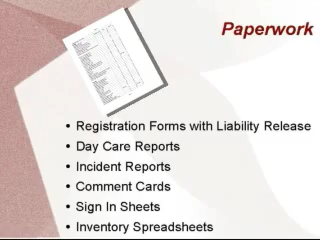 Paperwork
• Registration Forms with Liability Release
• Day Care Reports
• Incident Reports
• Comment Cards
• Sign In Sheets
• Inventory Spreadsheets